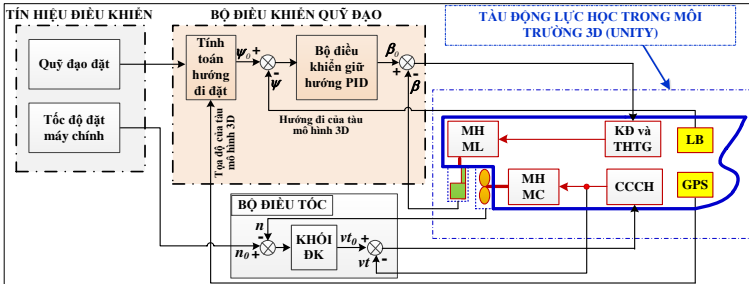 TÍN HIỆU ĐIỀU KHIỂN
BỘ ĐIỀU KHIỂN QUỸ ĐẠO
TÀU ĐỘNG LỰC HỌC TRONG MÔI
TRƯỜNG 3D (UNITY)
Quỹ đạo đặt
Tốc độ đặt
máy chính
Tính
toán
hướng
đi đặt
ψ₀ +
-
ψ
Bộ điều
khiển giữ
hướng PID
β₀
+
-
β
Hướng đi của tàu
mô hình 3D
Tọa độ của tàu
mô hình 3D
MH
ML
KĐ và
THTG
LB
MH
MC
CCCH
GPS
BỘ ĐIỀU TỐC
n
-
n₀ +
KHỐI
ĐK
vt₀ +
vt -